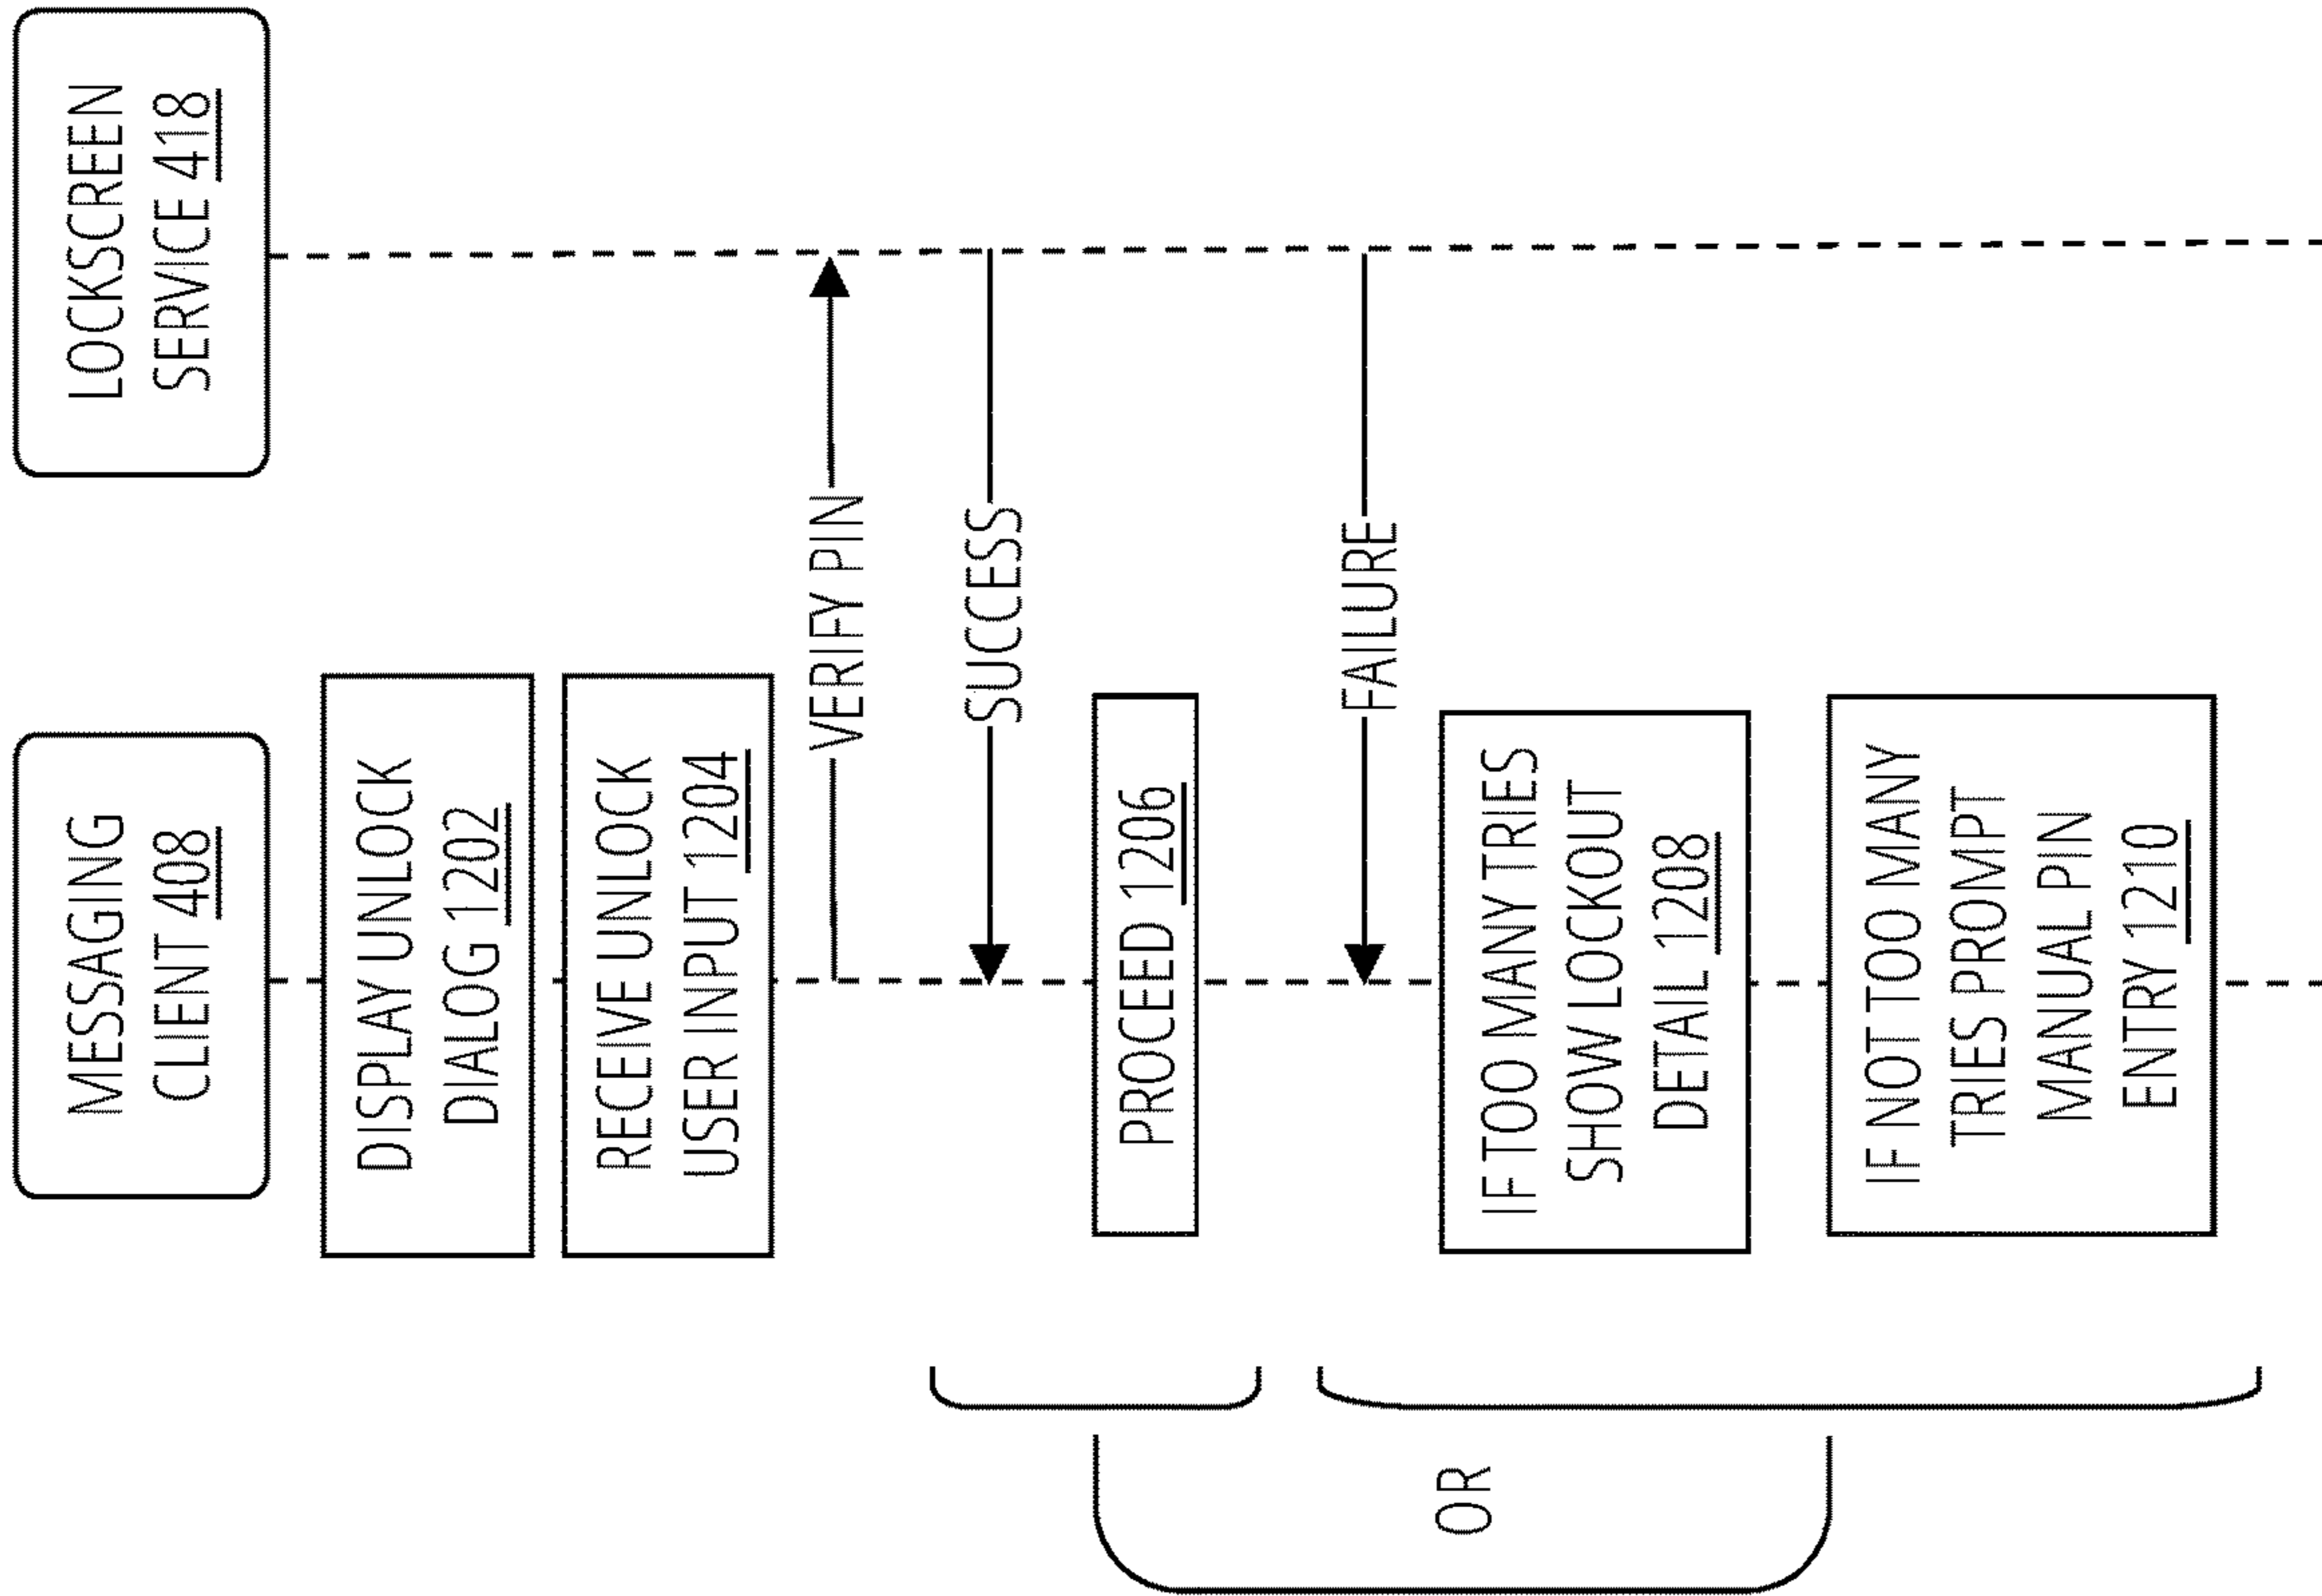 MESSAGING
CLIENT 408
LOCKSCREEN
SERVICE 418
DISPLAY UNLOCK
DIALOG 1202
RECEIVE UNLOCK
USER INPUT 1204
VERIFY PIN
SUCCESS
PROCEED 1206
OR
FAILURE
IF TOO MANY TRIES
SHOW LOCKOUT
DETAIL 1208
IF NOT TOO MANY
TRIES PROMPT
MANUAL PIN
ENTRY 1210